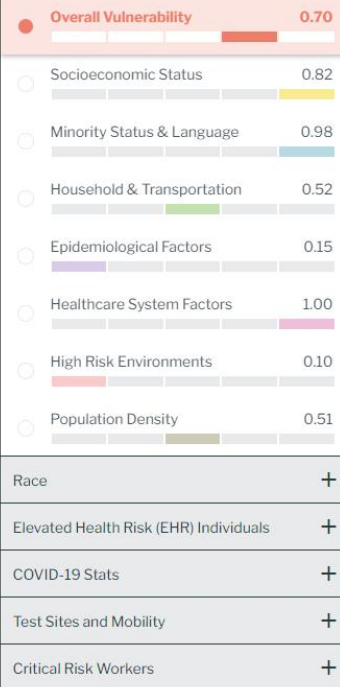 Overall Vulnerability 0.70
Socioeconomic Status 0.82
Minority Status & Language 0.98
Household & Transportation 0.52
Epidemiological Factors 0.15
Healthcare System Factors 1.00
High Risk Environments 0.10
Population Density 0.51
Race +
Elevated Health Risk (EHR) Individuals +
COVID-19 Stats +
Test Sites and Mobility +
Critical Risk Workers +